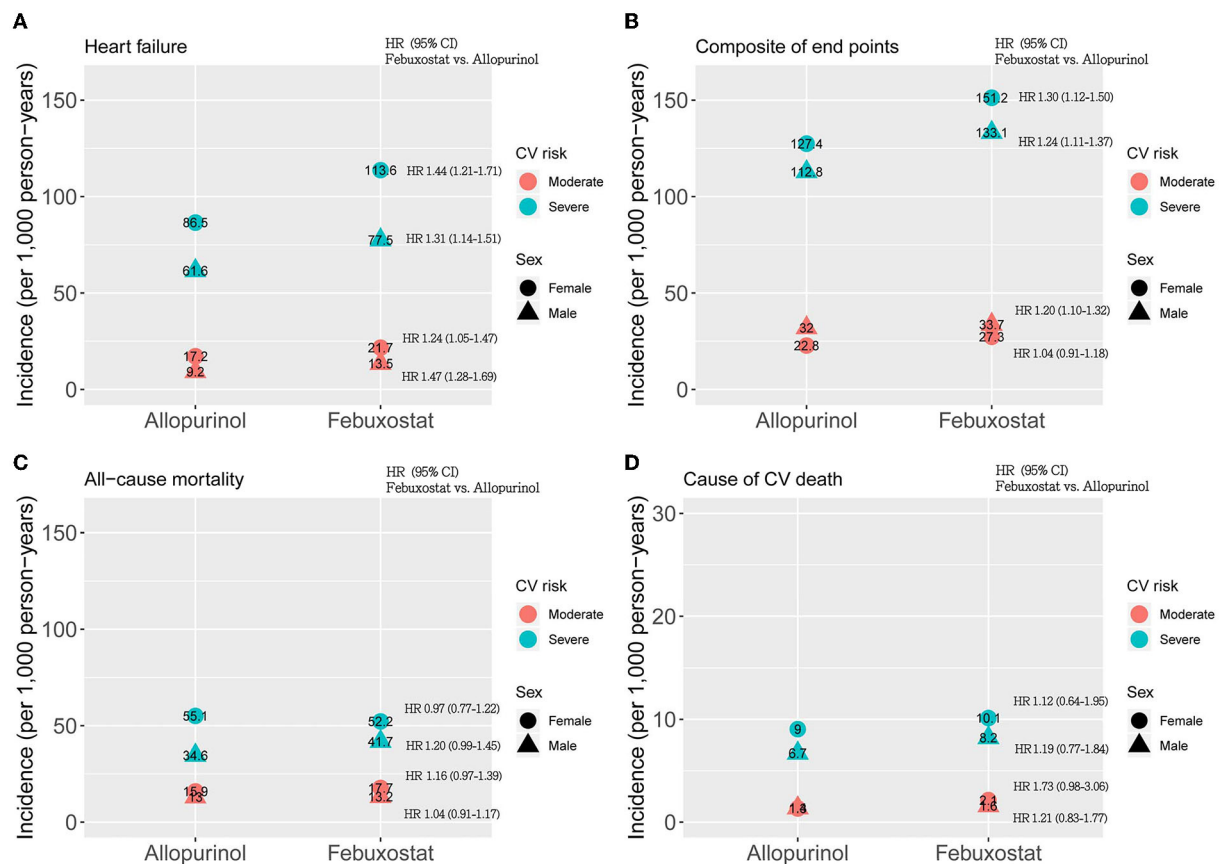 A
Heart failure
HR (95% CI)
Febuxostat vs. Allopurinol
Incidence (per 1,000 person−years)
150
100
50
0
113.6
HR 1.44 (1.21–1.71)
86.5
77.5
HR 1.31 (1.14–1.51)
61.6
HR 1.24 (1.05–1.47)
21.7
17.2
13.5
9.2
HR 1.47 (1.28–1.69)
Allopurinol
Febuxostat
CV risk
Moderate
Severe
Sex
Female
Male
B
Composite of end points
HR (95% CI)
Febuxostat vs. Allopurinol
Incidence (per 1,000 person−years)
150
100
50
0
151.2
HR 1.30 (1.12–1.50)
127.4
133.1
HR 1.24 (1.11–1.37)
112.8
HR 1.20 (1.10–1.32)
32
33.7
22.8
27.3
HR 1.04 (0.91–1.18)
Allopurinol
Febuxostat
CV risk
Moderate
Severe
Sex
Female
Male
C
All−cause mortality
HR (95% CI)
Febuxostat vs. Allopurinol
Incidence (per 1,000 person−years)
150
100
50
0
HR 0.97 (0.77–1.22)
55.1
52.2
HR 1.20 (0.99–1.45)
34.6
41.7
HR 1.16 (0.97–1.39)
15.9
17.7
13
13.2
HR 1.04 (0.91–1.17)
Allopurinol
Febuxostat
CV risk
Moderate
Severe
Sex
Female
Male
D
Cause of CV death
HR (95% CI)
Febuxostat vs. Allopurinol
Incidence (per 1,000 person−years)
30
20
10
0
HR 1.12 (0.64–1.95)
9
10.1
8.2
HR 1.19 (0.77–1.84)
6.7
HR 1.73 (0.98–3.06)
2.1
1.6
HR 1.21 (0.83–1.77)
Allopurinol
Febuxostat
CV risk
Moderate
Severe
Sex
Female
Male